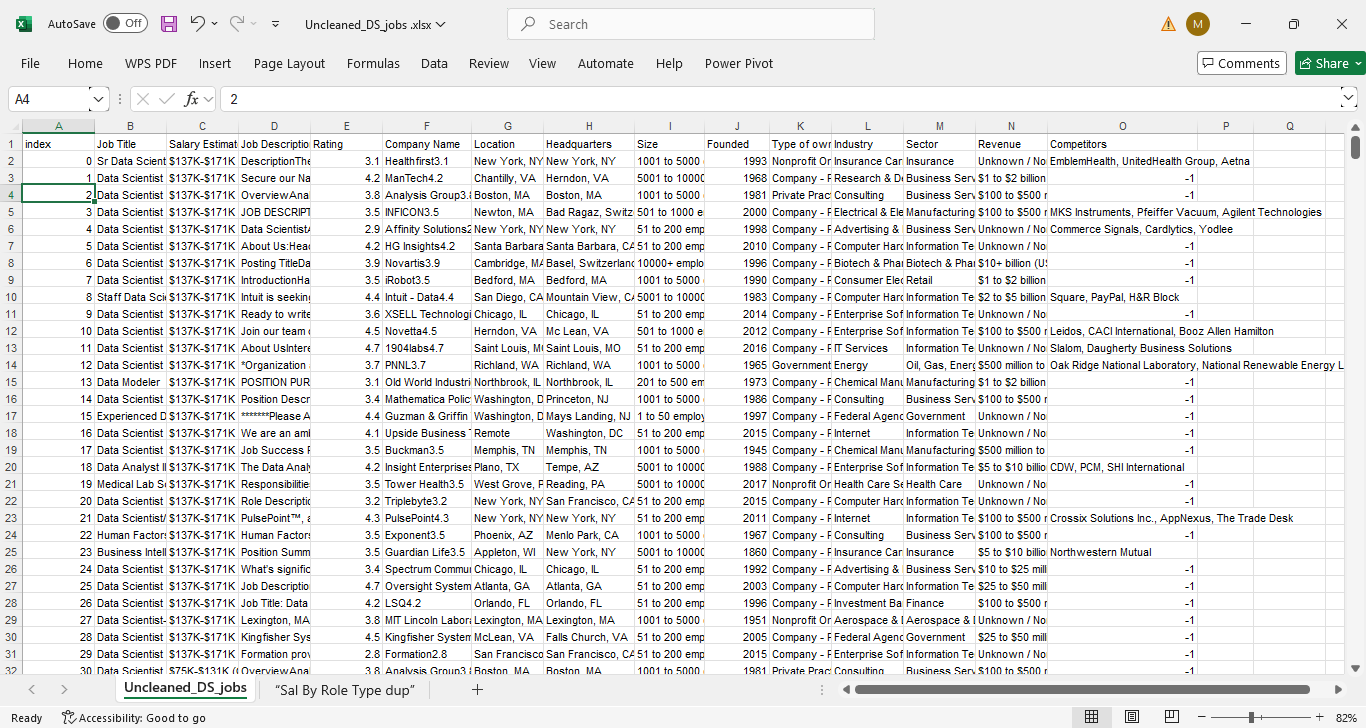 AutoSave Off Uncleaned_DS_jobs .xlsx Search M
File Home WPS PDF Insert Page Layout Formulas Data Review View Automate Help Power Pivot Comments Share
A4 fx 2
A B C D E F G H I J K L M N O P Q
1 index Job Title Salary Estimat Job Descriptio Rating Company Name Location Headquarters Size Founded Type of owr Industry Sector Revenue Competitors
2 0 Sr Data Scient $137K-$171K DescriptionThe 3.1 Healthfirst3.1 New York, NY New York, NY 1001 to 5000 1993 Nonprofit Or Insurance Car Insurance Unknown / No EmblemHealth, UnitedHealth Group, Aetna
3 1 Data Scientist $137K-$171K Secure our Na 4.2 ManTech4.2 Chantilly, VA Herndon, VA 5001 to 10000 1968 Company - P Research & De Business Serv $1 to $2 billion -1
4 2 Data Scientist $137K-$171K OverviewAna 3.8 Analysis Group3.8 Boston, MA Boston, MA 1001 to 5000 1981 Private Pract Consulting Business Serv $100 to $500 r -1
5 3 Data Scientist $137K-$171K JOB DESCRIPT 3.5 INFICON3.5 Newton, MA Bad Ragaz, Switz 501 to 1000 e 2000 Company - P Electrical & Ele Manufacturing $100 to $500 r MKS Instruments, Pfeiffer Vacuum, Agilent Technologies
6 4 Data Scientist $137K-$171K Data ScientistA 2.9 Affinity Solutions2 New York, NY New York, NY 51 to 200 emp 1998 Company - P Advertising & Business Serv Unknown / No Commerce Signals, Cardlytics, Yodlee
7 5 Data Scientist $137K-$171K About Us:Head 4.2 HG Insights4.2 Santa Barbara Santa Barbara, CA 51 to 200 emp 2010 Company - P Computer Hard Information Te Unknown / No -1
8 6 Data Scientist $137K-$171K Posting TitleDa 3.9 Novartis3.9 Cambridge, MA Basel, Switzerlanc 10000+ emplo 1996 Company - P Biotech & Phar Biotech & Phar $10+ billion (US -1
9 7 Data Scientist $137K-$171K IntroductionHa 3.5 iRobot3.5 Bedford, MA Bedford, MA 1001 to 5000 1990 Company - P Consumer Elec Retail $1 to $2 billion -1
10 8 Staff Data Scie $137K-$171K Intuit is seekin 4.4 Intuit - Data4.4 San Diego, CA Mountain View, CA 5001 to 10000 1983 Company - P Computer Hard Information Te $2 to $5 billion Square, PayPal, H&R Block
11 9 Data Scientist $137K-$171K Ready to write 3.6 XSELL Technologi Chicago, IL Chicago, IL 51 to 200 emp 2014 Company - P Enterprise Sof Information Te Unknown / No -1
12 10 Data Scientist $137K-$171K Join our team 4.5 Novetta4.5 Herndon, VA Mc Lean, VA 501 to 1000 e 2012 Company - P Enterprise Sof Information Te $100 to $500 r Leidos, CACI International, Booz Allen Hamilton
13 11 Data Scientist $137K-$171K About UsIntere 4.7 1904labs4.7 Saint Louis, MO Saint Louis, MO 51 to 200 emp 2016 Company - P IT Services Information Te Unknown / No Slalom, Daugherty Business Solutions
14 12 Data Scientist $137K-$171K *Organization 3.7 PNNL3.7 Richland, WA Richland, WA 1001 to 5000 1965 Government Energy Oil, Gas, Energ $500 million to Oak Ridge National Laboratory, National Renewable Energy L
15 13 Data Modeler $137K-$171K POSITION PUR 3.1 Old World Industri Northbrook, IL Northbrook, IL 201 to 500 em 1973 Company - P Chemical Manu Manufacturing $1 to $2 billion -1
16 14 Data Scientist $137K-$171K Position Descr 3.4 Mathematica Polic Washington, D Princeton, NJ 1001 to 5000 1986 Company - P Consulting Business Serv $100 to $500 r -1
17 15 Experienced D $137K-$171K *******Please A 4.4 Guzman & Griffin Washington, D Mays Landing, NJ 1 to 50 employ 1997 Company - P Federal Agenc Government Unknown / No -1
18 16 Data Scientist $137K-$171K We are an aml 4.1 Upside Business Remote Washington, DC 51 to 200 emp 2015 Company - P Internet Information Te Unknown / No -1
19 17 Data Scientist $137K-$171K Job Success P 3.5 Buckman3.5 Memphis, TN Memphis, TN 1001 to 5000 1945 Company - P Chemical Manu Manufacturing $500 million to -1
20 18 Data Analyst II $137K-$171K The Data Analy 4.2 Insight Enterprises Plano, TX Tempe, AZ 5001 to 10000 1988 Company - P Enterprise Sof Information Te $5 to $10 billio CDW, PCM, SHI International
21 19 Medical Lab Sc $137K-$171K Responsibilitie 3.5 Tower Health3.5 West Grove, P Reading, PA 5001 to 10000 2017 Nonprofit Or Health Care Se Health Care Unknown / No -1
22 20 Data Scientist $137K-$171K Role Descriptic 3.2 Triplebyte3.2 New York, NY San Francisco, CA 51 to 200 emp 2015 Company - P Computer Hard Information Te Unknown / No -1
23 21 Data Scientist/ $137K-$171K PulsePoint™, a 4.3 PulsePoint4.3 New York, NY New York, NY 51 to 200 emp 2011 Company - P Internet Information Te $100 to $500 r Crossix Solutions Inc., AppNexus, The Trade Desk
24 22 Human Factors $137K-$171K Human Factors 3.5 Exponent3.5 Phoenix, AZ Menlo Park, CA 1001 to 5000 1967 Company - P Consulting Business Serv $100 to $500 r -1
25 23 Business Intell $137K-$171K Position Summ 3.5 Guardian Life3.5 Appleton, WI New York, NY 5001 to 10000 1860 Company - P Insurance Car Insurance $5 to $10 billio Northwestern Mutual
26 24 Data Scientist $137K-$171K What's signific 3.4 Spectrum Commu Chicago, IL Chicago, IL 51 to 200 emp 1992 Company - P Advertising & Business Serv $10 to $25 mill -1
27 25 Data Scientist $137K-$171K Job Descriptio 4.7 Oversight System Atlanta, GA Atlanta, GA 51 to 200 emp 2003 Company - P Computer Hard Information Te $25 to $50 mill -1
28 26 Data Scientist $137K-$171K Job Title: Data 4.2 LSQ4.2 Orlando, FL Orlando, FL 51 to 200 emp 1996 Company - P Investment Ba Finance $100 to $500 r -1
29 27 Data Scientist- $137K-$171K Lexington, MA 3.8 MIT Lincoln Labora Lexington, MA Lexington, MA 1001 to 5000 1951 Nonprofit Or Aerospace & D Aerospace & D Unknown / No -1
30 28 Data Scientist $137K-$171K Kingfisher Sys 4.5 Kingfisher System McLean, VA Falls Church, VA 51 to 200 emp 2005 Company - P Federal Agenc Government $25 to $50 mill -1
31 29 Data Scientist $137K-$171K Formation prov 2.8 Formation2.8 San Francisco San Francisco, CA 51 to 200 emp 2015 Company - P Enterprise Sof Information Te Unknown / No -1
32 30 Data Scientist $75K-$131K (G OverviewAna 3.8 Analysis Group3.8 Boston, MA Boston, MA 1001 to 5000 1981 Private Pract Consulting Business Serv $100 to $500 r -1
Uncleaned_DS_jobs “Sal By Role Type dup”
Ready Accessibility: Good to go 82%